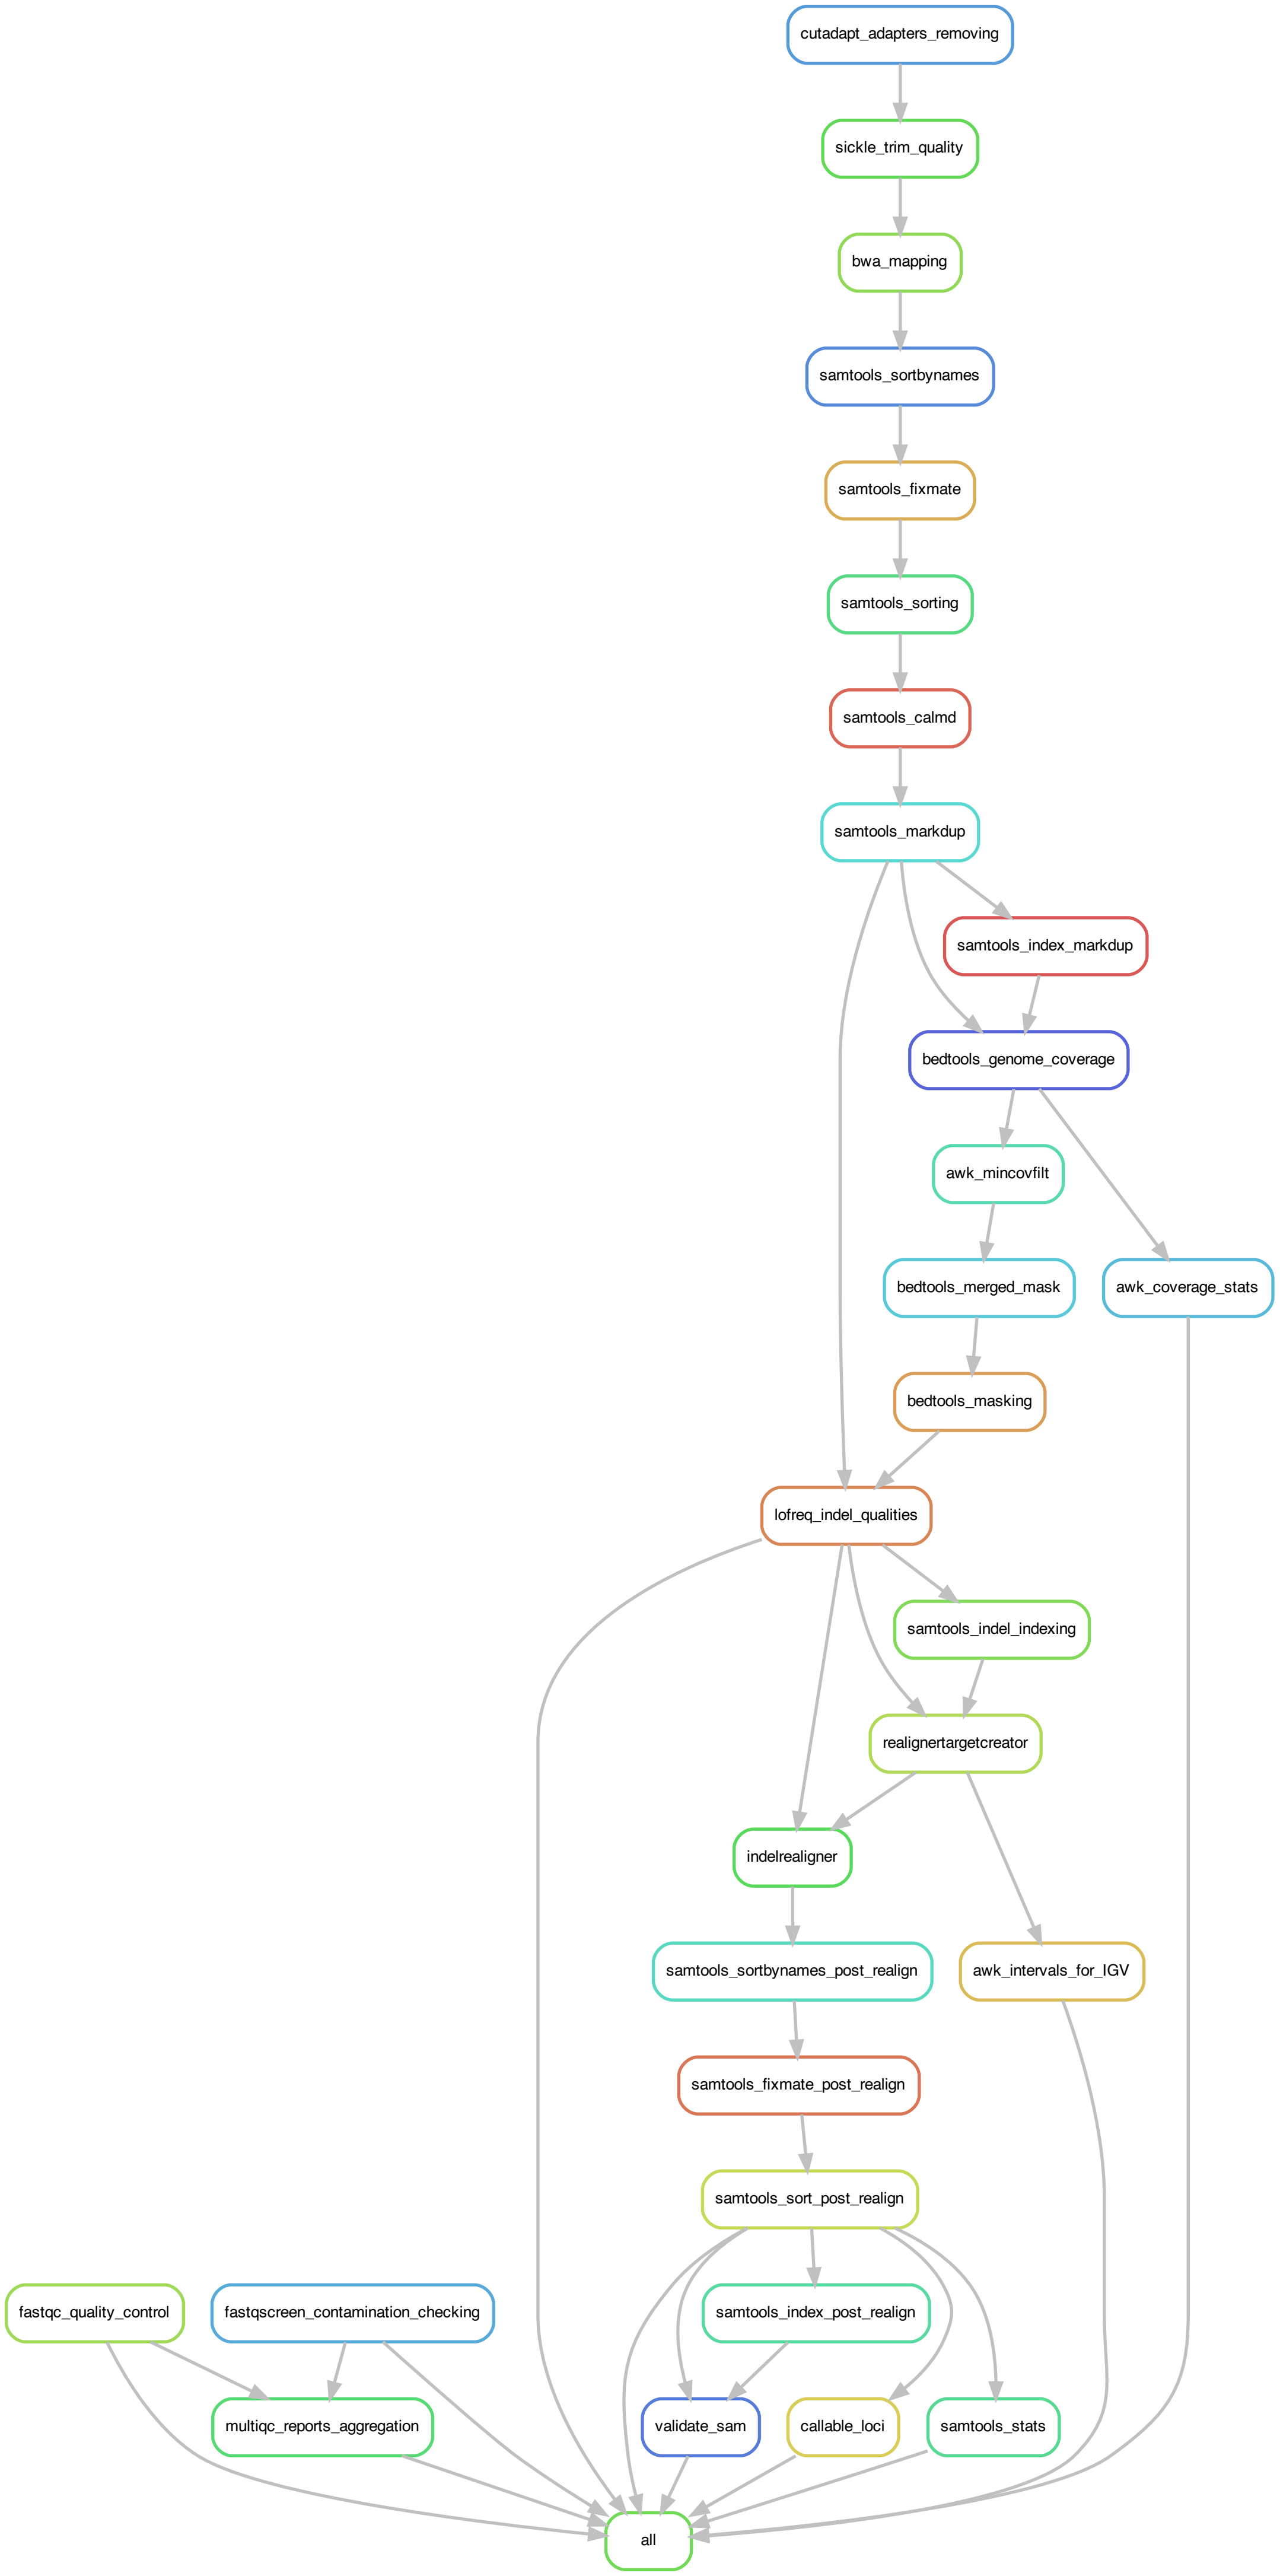 cutadapt_adapters_removing
sickle_trim_quality
bwa_mapping
samtools_sortbynames
samtools_fixmate
samtools_sorting
samtools_calmd
samtools_markdup
samtools_index_markdup
bedtools_genome_coverage
awk_mincovfilt
bedtools_merged_mask
awk_coverage_stats
bedtools_masking
lofreq_indel_qualities
samtools_indel_indexing
realignertargetcreator
indelrealigner
samtools_sortbynames_post_realign
awk_intervals_for_IGV
samtools_fixmate_post_realign
samtools_sort_post_realign
fastqc_quality_control
fastqscreen_contamination_checking
samtools_index_post_realign
multiqc_reports_aggregation
validate_sam
callable_loci
samtools_stats
all